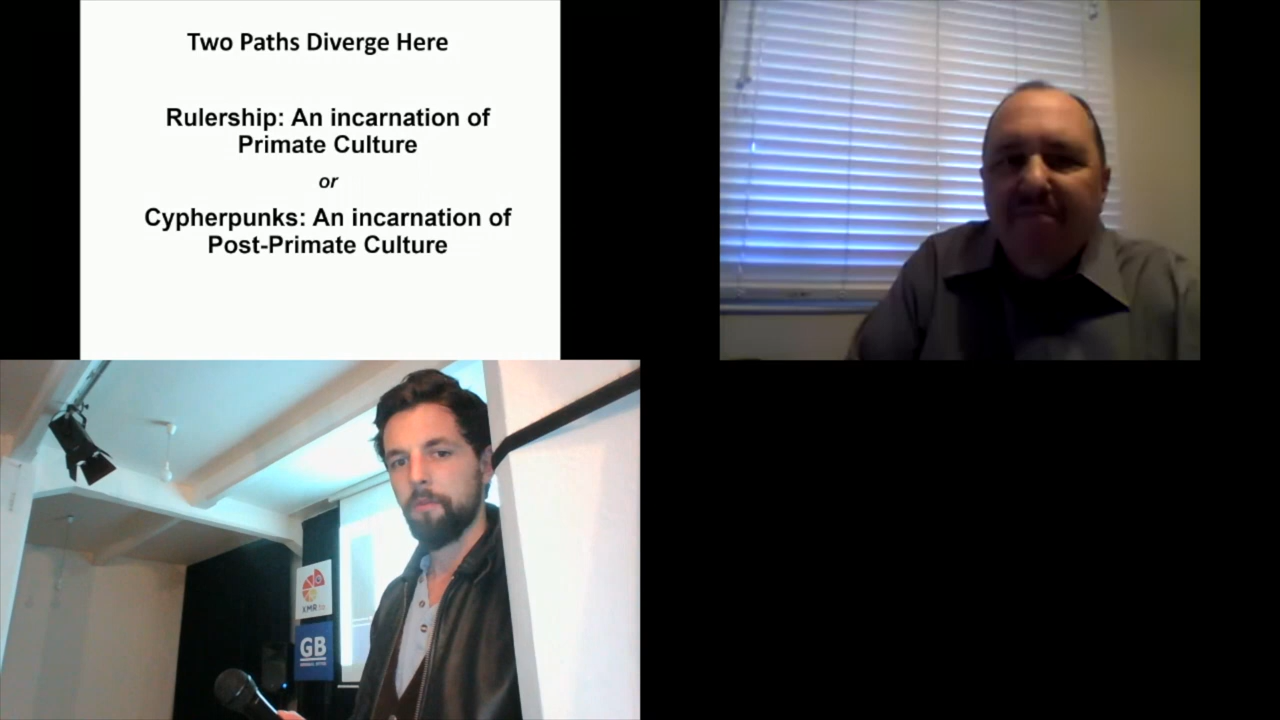 Two Paths Diverge Here
Rulership: An incarnation of
Primate Culture
or
Cypherpunks: An incarnation of
Post-Primate Culture
XMR.to
GB